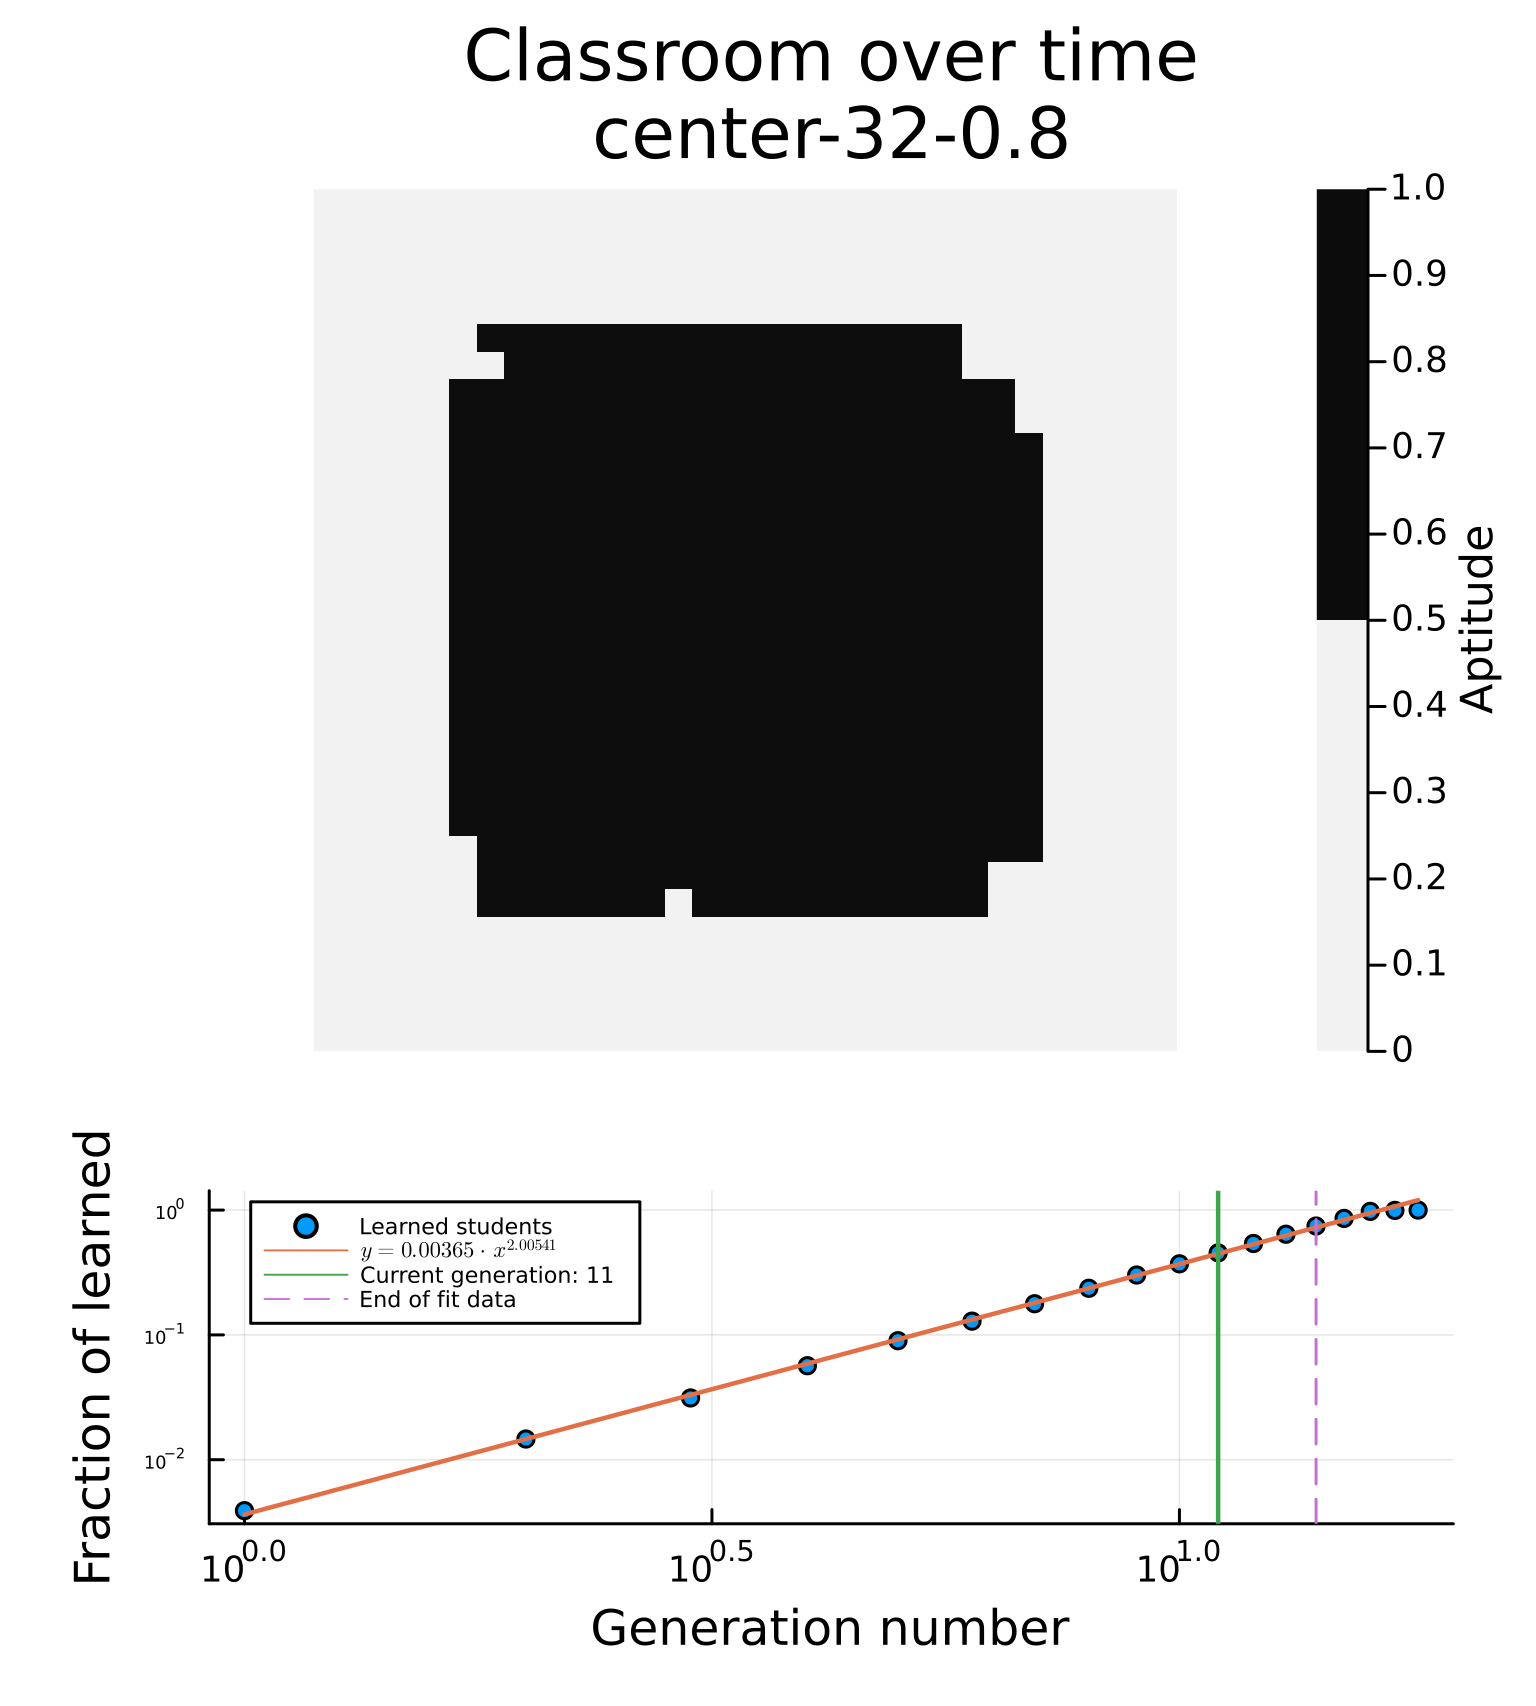 Classroom over time
center-32-0.8
1.0
0.9
0.8
0.7
0.6
0.5
0.4
0.3
0.2
0.1
0
Aptitude
Fraction of learned
10⁰
10⁻¹
10⁻²
Learned students
y = 0.00365 · x^2.00541
Current generation: 11
End of fit data
10^0.0
10^0.5
10^1.0
Generation number